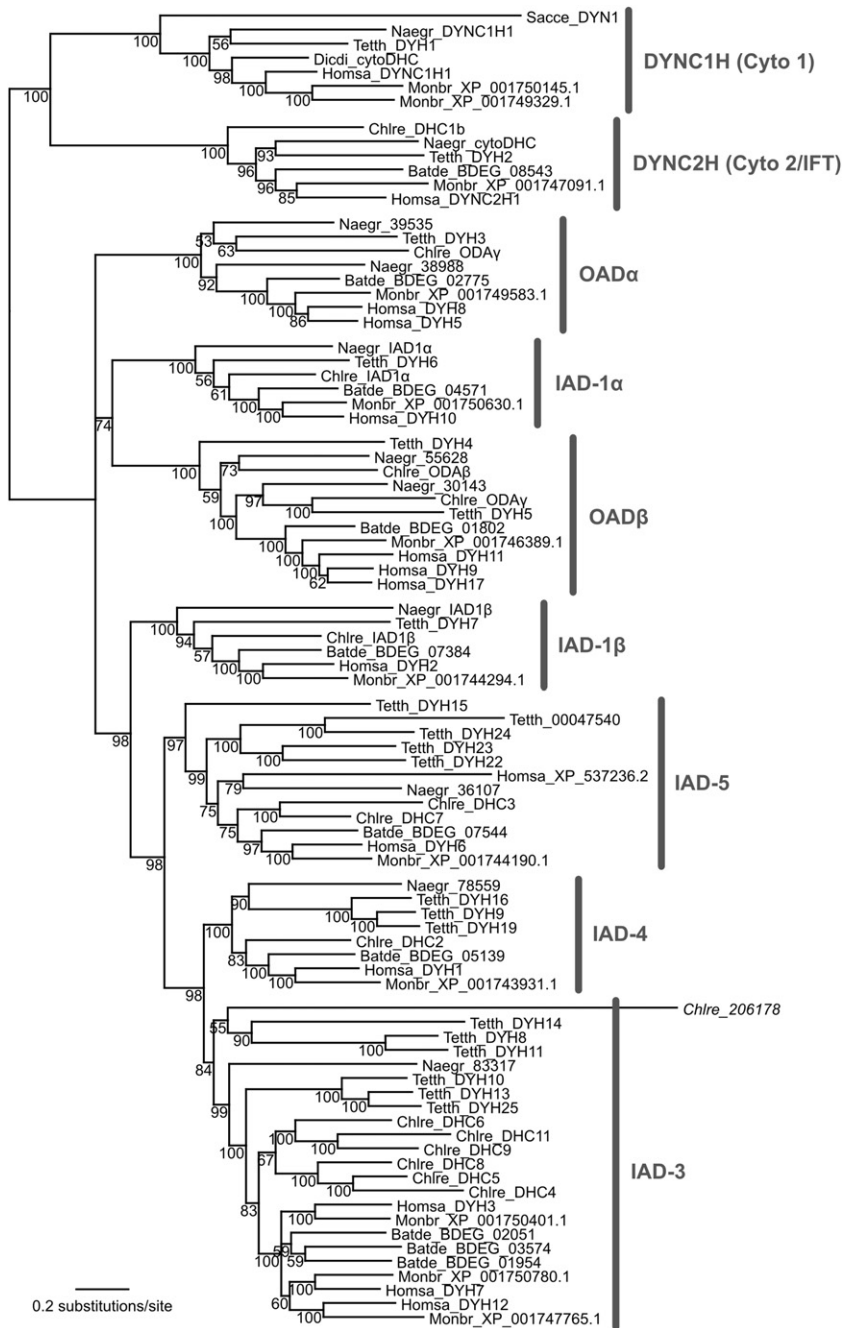 Sacce_DYN1
Naegr_DYNC1H1
56
100
Tetth_DYH1
Dicdi_cytoDHC
DYNC1H (Cyto 1)
98
Homsa_DYNC1H1
Monbr_XP_001750145.1
100
100
Monbr_XP_001749329.1
100
Chlre_DHC1b
Naegr_cytoDHC
100
93
Tetth_DYH2
DYNC2H (Cyto 2/IFT)
96
Batde_BDEG_08543
96
Monbr_XP_001747091.1
85
Homsa_DYNC2H1
Naegr_39535
53
Tetth_DYH3
63
Chlre_ODAγ
100
Naegr_38988
OADα
92
Batde_BDEG_02775
Monbr_XP_001749583.1
100
100
Homsa_DYH8
86
Homsa_DYH5
Naegr_IAD1α
100
Tetth_DYH6
56
Chlre_IAD1α
61
IAD-1α
Batde_BDEG_04571
100
Monbr_XP_001750630.1
100
Homsa_DYH10
74
Tetth_DYH4
100
Naegr_55628
73
Chlre_ODAβ
59
Naegr_30143
97
Chlre_ODAγ
OADβ
100
Tetth_DYH5
100
Batde_BDEG_01802
100
Monbr_XP_001746389.1
100
Homsa_DYH11
100
Homsa_DYH9
62
Homsa_DYH17
Naegr_IAD1β
100
Tetth_DYH7
94
Chlre_IAD1β
57
IAD-1β
Batde_BDEG_07384
100
Homsa_DYH2
100
Monbr_XP_001744294.1
98
Tetth_DYH15
97
Tetth_00047540
100
100
Tetth_DYH24
Tetth_DYH23
100
99
Tetth_DYH22
Homsa_XP_537236.2
IAD-5
79
Naegr_36107
75
Chlre_DHC3
100
Chlre_DHC7
75
Batde_BDEG_07544
97
Homsa_DYH6
100
Monbr_XP_001744190.1
98
Naegr_78559
90
Tetth_DYH16
100
Tetth_DYH9
100
100
Tetth_DYH19
IAD-4
Chlre_DHC2
83
Batde_BDEG_05139
100
Homsa_DYH1
100
Monbr_XP_001743931.1
98
Chlre_206178
55
Tetth_DYH14
90
Tetth_DYH8
100
Tetth_DYH11
84
Naegr_83317
99
Tetth_DYH10
100
Tetth_DYH13
100
Tetth_DYH25
100
Chlre_DHC6
100
Chlre_DHC11
100
Chlre_DHC9
67
Chlre_DHC8
IAD-3
100
Chlre_DHC5
100
Chlre_DHC4
83
Homsa_DYH3
100
Monbr_XP_001750401.1
Batde_BDEG_02051
59
Batde_BDEG_03574
100
59
Batde_BDEG_01954
Monbr_XP_001750780.1
100
Homsa_DYH7
60
Homsa_DYH12
100
Monbr_XP_001747765.1
0.2 substitutions/site